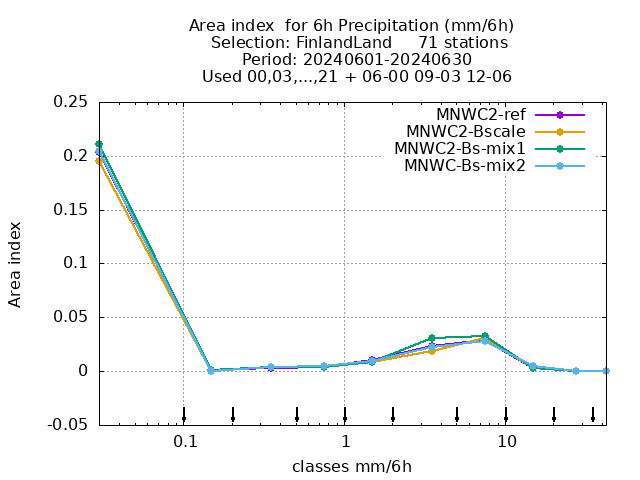 Area index  for 6h Precipitation (mm/6h)
Selection: FinlandLand     71 stations
Period: 20240601-20240630
Used 00,03,...,21 + 06-00 09-03 12-06
MNWC2-ref
MNWC2-Bscale
MNWC2-Bs-mix1
MNWC-Bs-mix2
Area index
0.25
0.2
0.15
0.1
0.05
0
-0.05
0.1
1
10
classes mm/6h